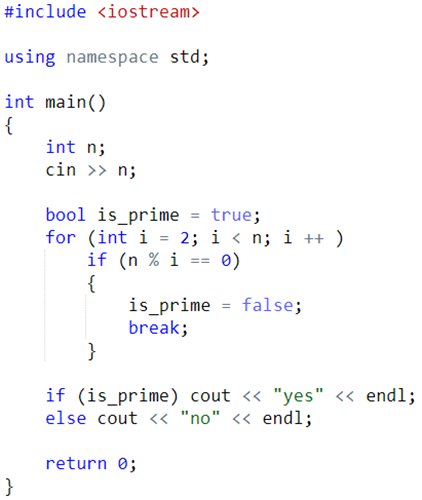 #include <iostream>
using namespace std;
int main()
{
int n;
cin >> n;
bool is_prime = true;
for (int i = 2; i < n; i ++ )
if (n % i == 0)
{
is_prime = false;
break;
}
if (is_prime) cout << "yes" << endl;
else cout << "no" << endl;
return 0;
}